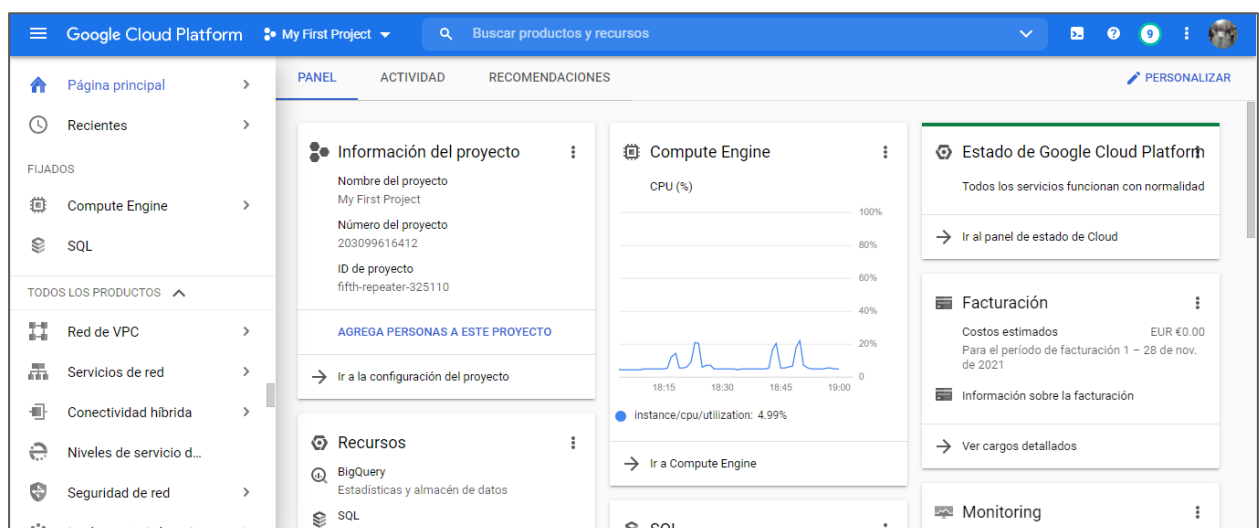 Google Cloud Platform
My First Project
Buscar productos y recursos
9
Página principal
Recientes
FIJADOS
Compute Engine
SQL
TODOS LOS PRODUCTOS
Red de VPC
Servicios de red
Conectividad híbrida
Niveles de servicio d...
Seguridad de red
PANEL
ACTIVIDAD
RECOMENDACIONES
PERSONALIZAR
Información del proyecto
Nombre del proyecto
My First Project
Número del proyecto
203099616412
ID de proyecto
fifth-repeater-325110
AGREGA PERSONAS A ESTE PROYECTO
Ir a la configuración del proyecto
Recursos
BigQuery
Estadísticas y almacén de datos
SQL
Compute Engine
CPU (%)
100%
80%
60%
40%
20%
0
18:15 18:30 18:45 19:00
instance/cpu/utilization: 4.99%
Ir a Compute Engine
SQL
Estado de Google Cloud Platform
Todos los servicios funcionan con normalidad
Ir al panel de estado de Cloud
Facturación
Costos estimados EUR €0.00
Para el período de facturación 1 – 28 de nov.
de 2021
Información sobre la facturación
Ver cargos detallados
Monitoring